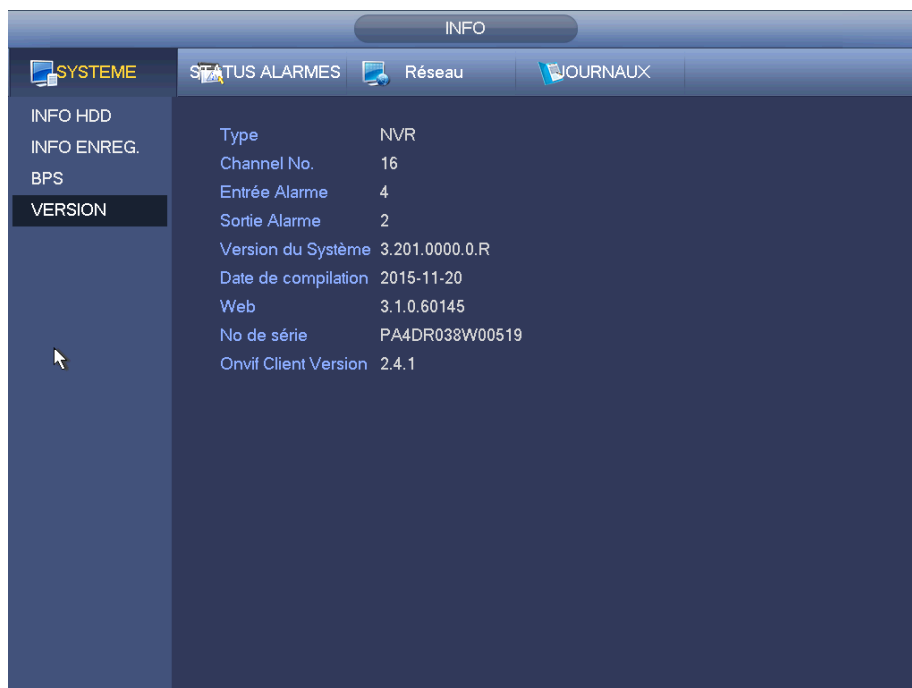 INFO
SYSTEME STATUS ALARMES Réseau JOURNAUX
INFO HDD
INFO ENREG.
BPS
VERSION
Type NVR
Channel No. 16
Entrée Alarme 4
Sortie Alarme 2
Version du Système 3.201.0000.0.R
Date de compilation 2015-11-20
Web 3.1.0.60145
No de série PA4DR038W00519
Onvif Client Version 2.4.1